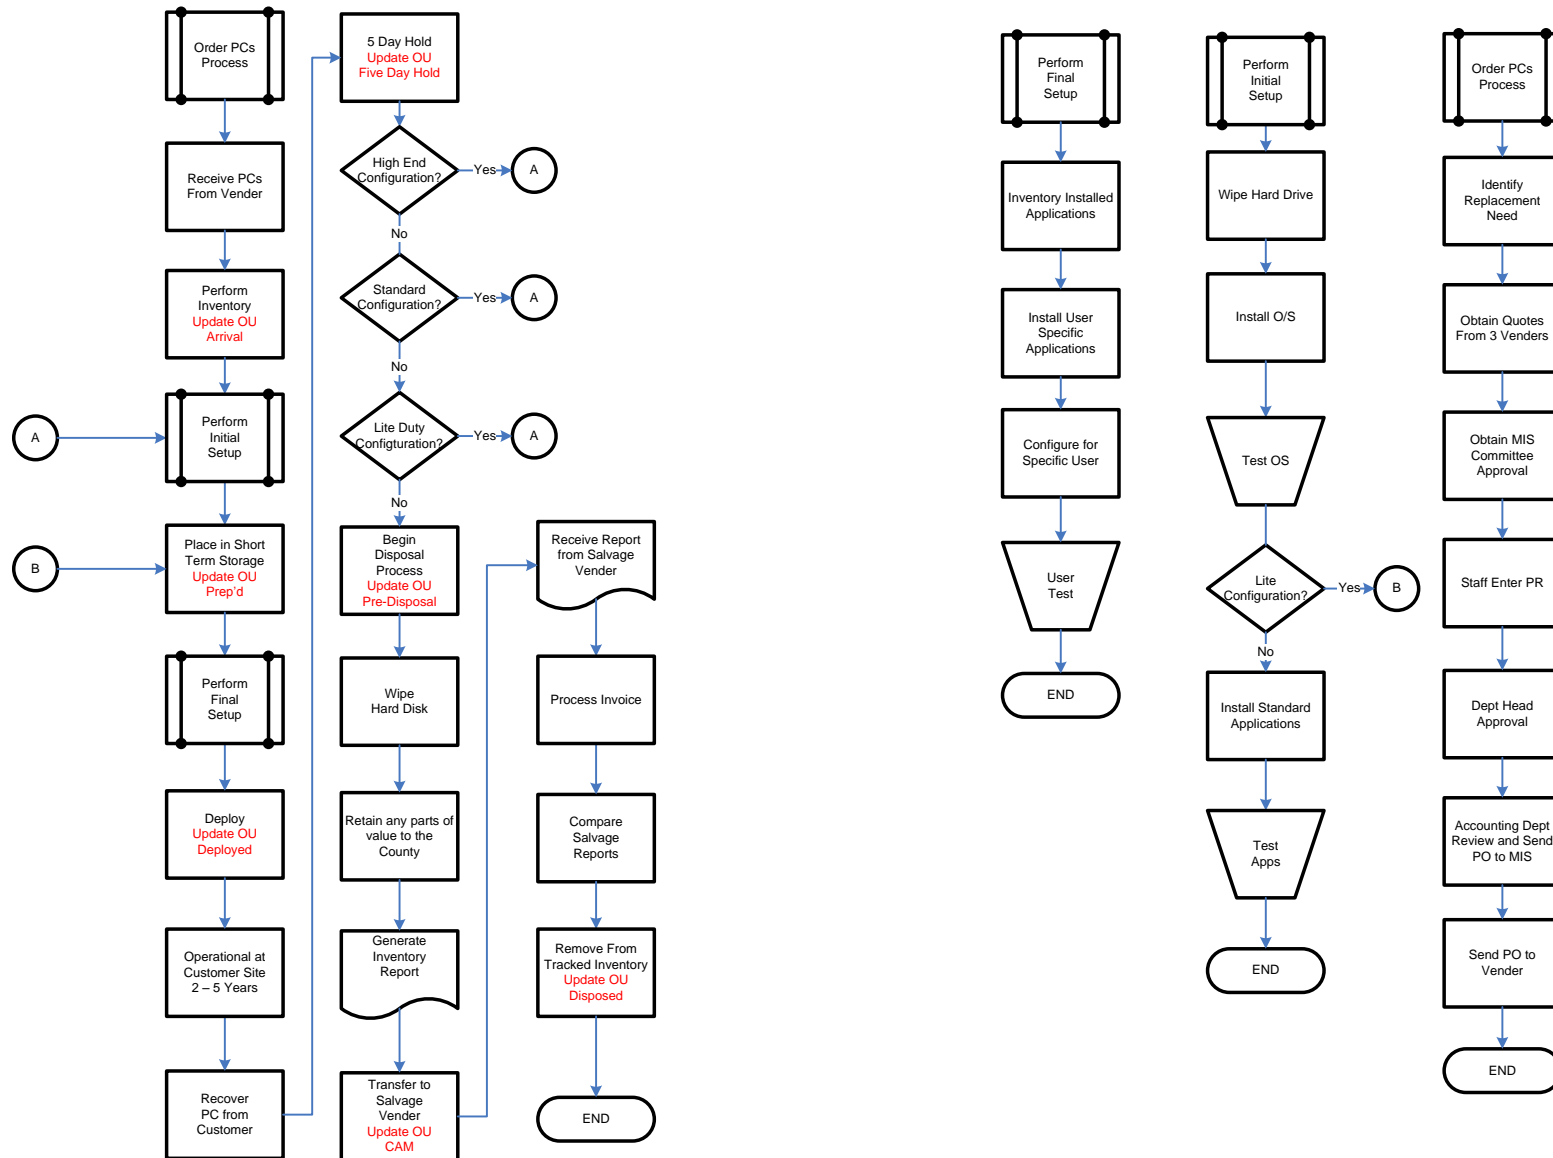 Order PCs
Process
Receive PCs
From Vender
Perform
Inventory
Update OU
Arrival
A
Perform
Initial
Setup
B
Place in Short
Term Storage
Update OU
Prep'd
Perform
Final
Setup
Deploy
Update OU
Deployed
Operational at
Customer Site
2 – 5 Years
Recover
PC from
Customer
5 Day Hold
Update OU
Five Day Hold
High End
Configuration?
Yes
A
No
Standard
Configuration?
Yes
A
No
Lite Duty
Configturation?
Yes
A
No
Begin
Disposal
Process
Update OU
Pre-Disposal
Wipe
Hard Disk
Retain any parts of
value to the
County
Generate
Inventory
Report
Transfer to
Salvage
Vender
Update OU
CAM
Receive Report
from Salvage
Vender
Process Invoice
Compare
Salvage
Reports
Remove From
Tracked Inventory
Update OU
Disposed
END
Perform
Final
Setup
Inventory Installed
Applications
Install User
Specific
Applications
Configure for
Specific User
User
Test
END
Perform
Initial
Setup
Wipe Hard Drive
Install O/S
Test OS
Lite
Configuration?
Yes
B
No
Install Standard
Applications
Test
Apps
END
Order PCs
Process
Identify
Replacement
Need
Obtain Quotes
From 3 Venders
Obtain MIS
Committee
Approval
Staff Enter PR
Dept Head
Approval
Accounting Dept
Review and Send
PO to MIS
Send PO to
Vender
END